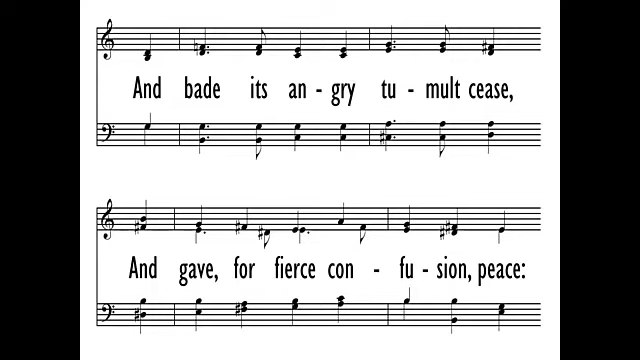 And bade its an - gry tu - mult cease,
And gave, for fierce con - fu - sion, peace: